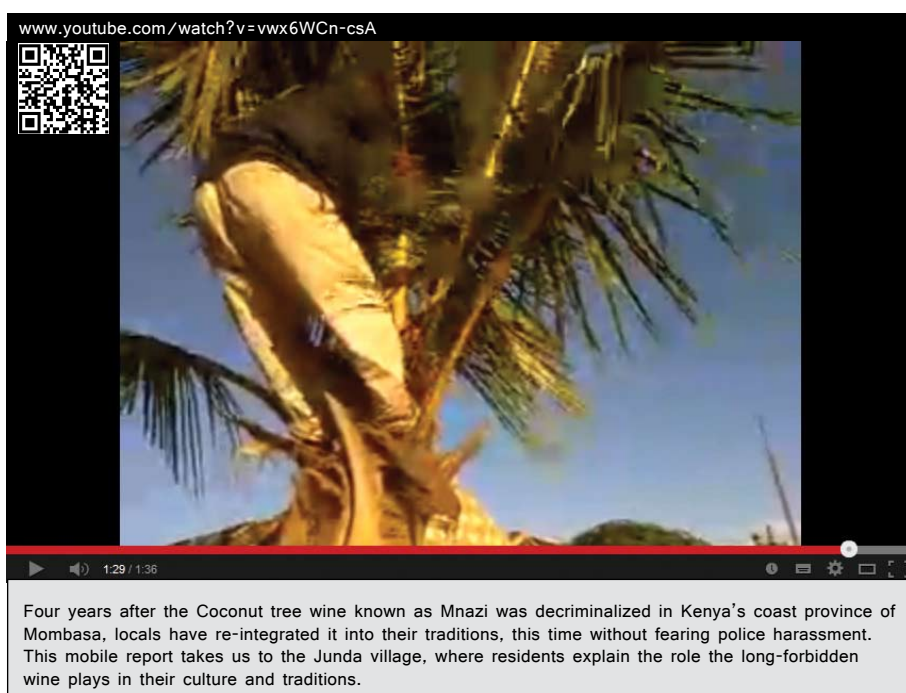 www.youtube.com/watch?v=vwx6WCn-csA
1:29 / 1:36
Four years after the Coconut tree wine known as Mnazi was decriminalized in Kenya's coast province of
Mombasa, locals have re-integrated it into their traditions, this time without fearing police harassment.
This mobile report takes us to the Junda village, where residents explain the role the long-forbidden
wine plays in their culture and traditions.